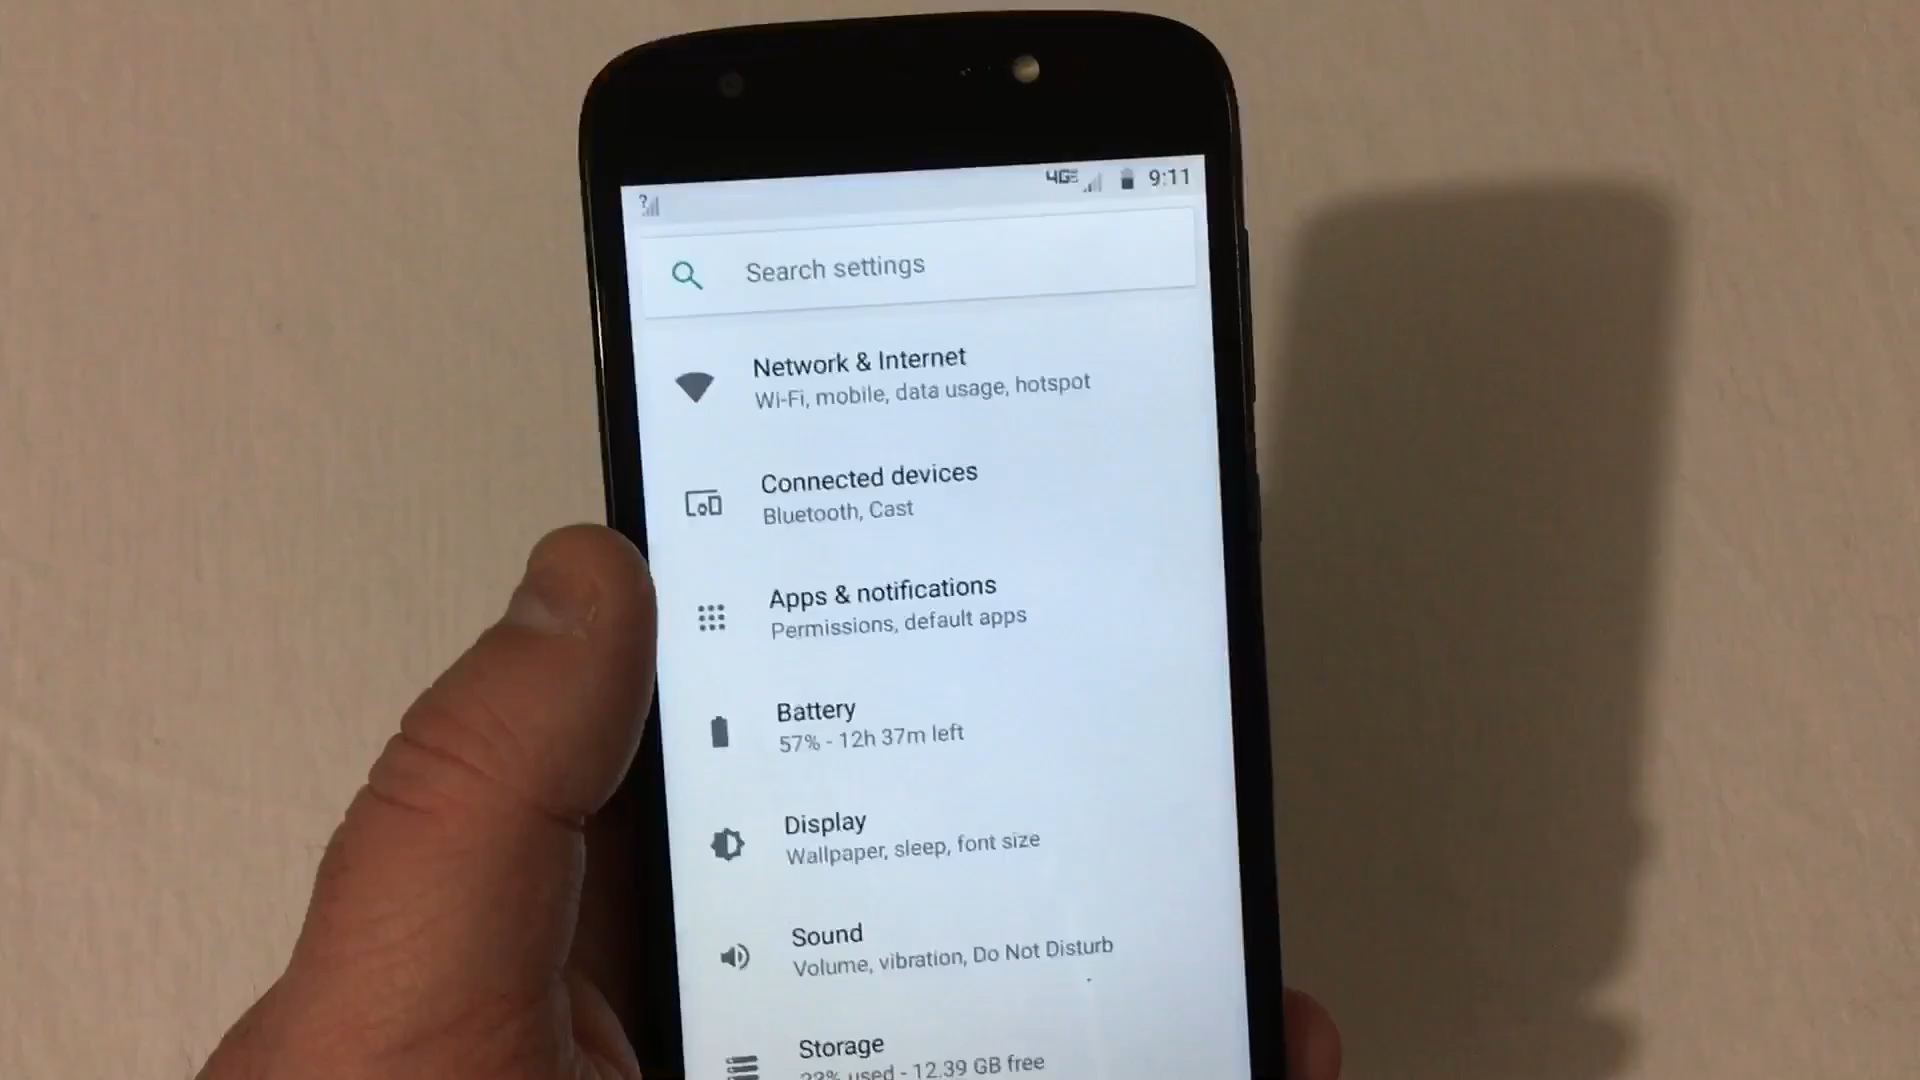 4G 9:11
Search settings
Network & Internet
Wi-Fi, mobile, data usage, hotspot
Connected devices
Bluetooth, Cast
Apps & notifications
Permissions, default apps
Battery
57% - 12h 37m left
Display
Wallpaper, sleep, font size
Sound
Volume, vibration, Do Not Disturb
Storage
used - 12.39 GB free